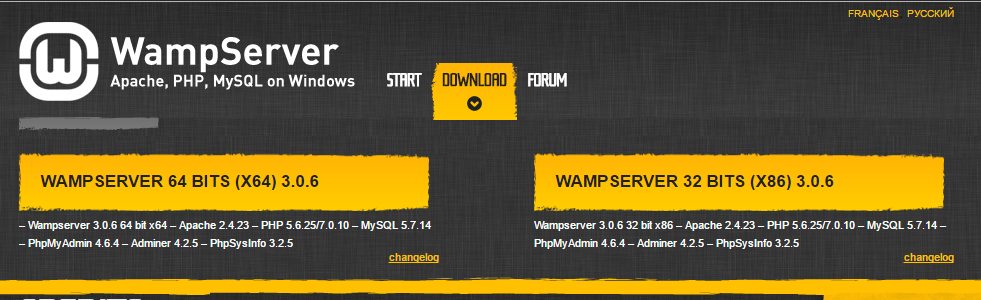 FRANÇAIS РУССКИЙ
WampServer
Apache, PHP, MySQL on Windows
START DOWNLOAD FORUM
WAMPSERVER 64 BITS (X64) 3.0.6
– Wampserver 3.0.6 64 bit x64 – Apache 2.4.23 – PHP 5.6.25/7.0.10 – MySQL 5.7.14
– PhpMyAdmin 4.6.4 – Adminer 4.2.5 – PhpSysInfo 3.2.5
changelog
WAMPSERVER 32 BITS (X86) 3.0.6
Wampserver 3.0.6 32 bit x86 – Apache 2.4.23 – PHP 5.6.25/7.0.10 – MySQL 5.7.14 –
PhpMyAdmin 4.6.4 – Adminer 4.2.5 – PhpSysInfo 3.2.5
changelog